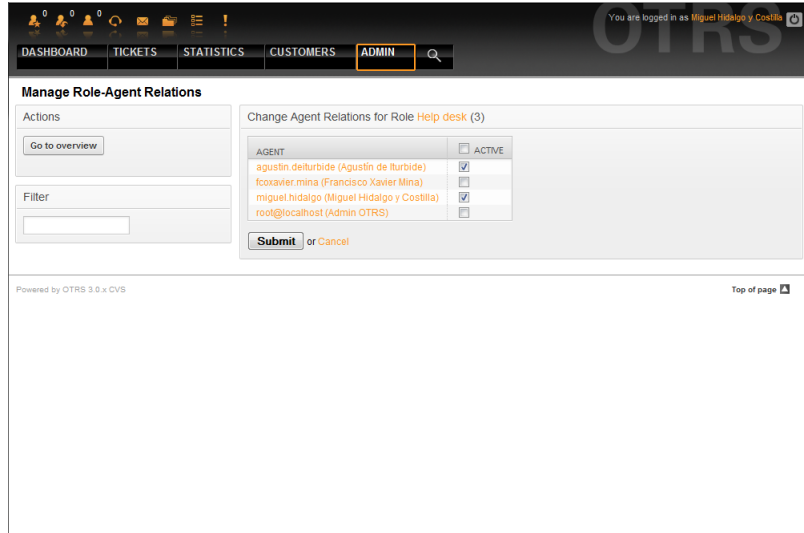 0 0 0
You are logged in as Miguel Hidalgo y Costilla
OTRS
DASHBOARD TICKETS STATISTICS CUSTOMERS ADMIN
Manage Role-Agent Relations
Actions
Go to overview
Filter
Change Agent Relations for Role Help desk (3)
AGENT ACTIVE
agustin.deiturbide (Agustín de Iturbide)
fcoxavier.mina (Francisco Xavier Mina)
miguel.hidalgo (Miguel Hidalgo y Costilla)
root@localhost (Admin OTRS)
Submit or Cancel
Powered by OTRS 3.0.x CVS
Top of page